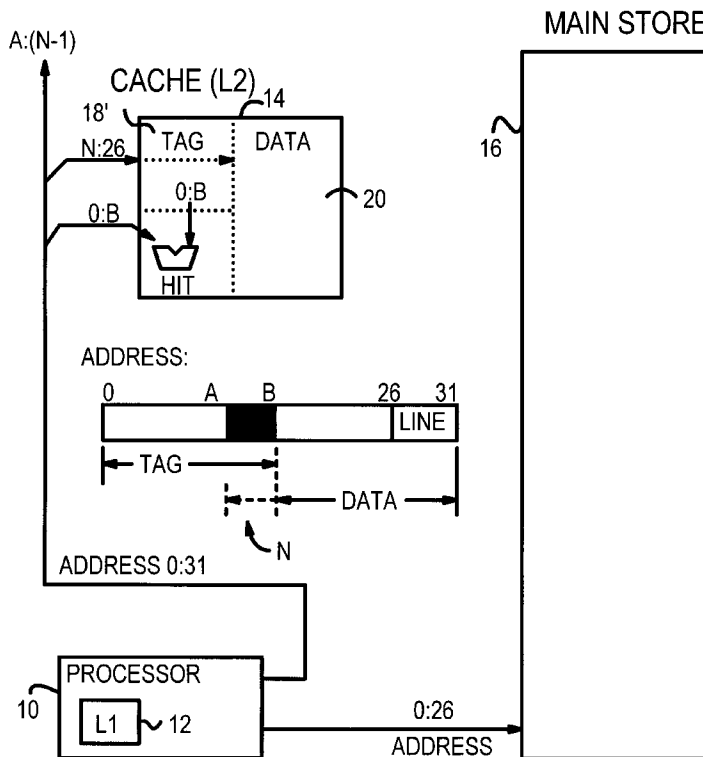 MAIN STORE
A:(N-1)
CACHE (L2)
14
18'
TAG
DATA
N:26
16
0:B
20
0:B
HIT
ADDRESS:
0 A B 26 31
LINE
TAG
DATA
N
ADDRESS 0:31
PROCESSOR
10
L1
12
0:26
ADDRESS